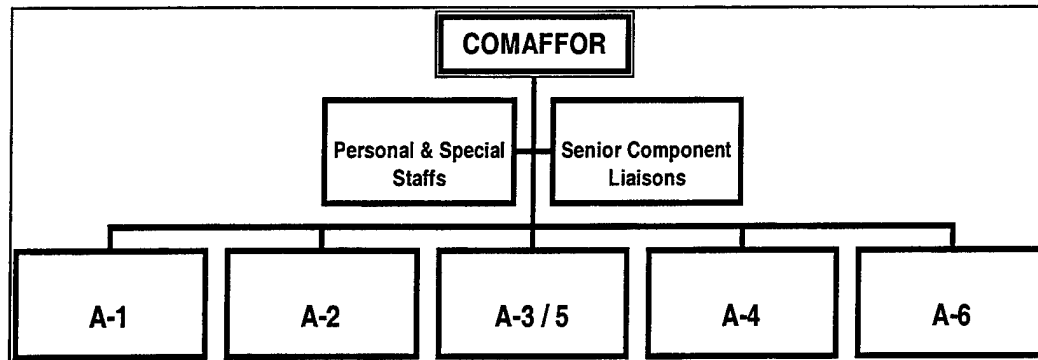 COMAFFOR
Personal & Special
Staffs
Senior Component
Liaisons
A-1
A-2
A-3 / 5
A-4
A-6